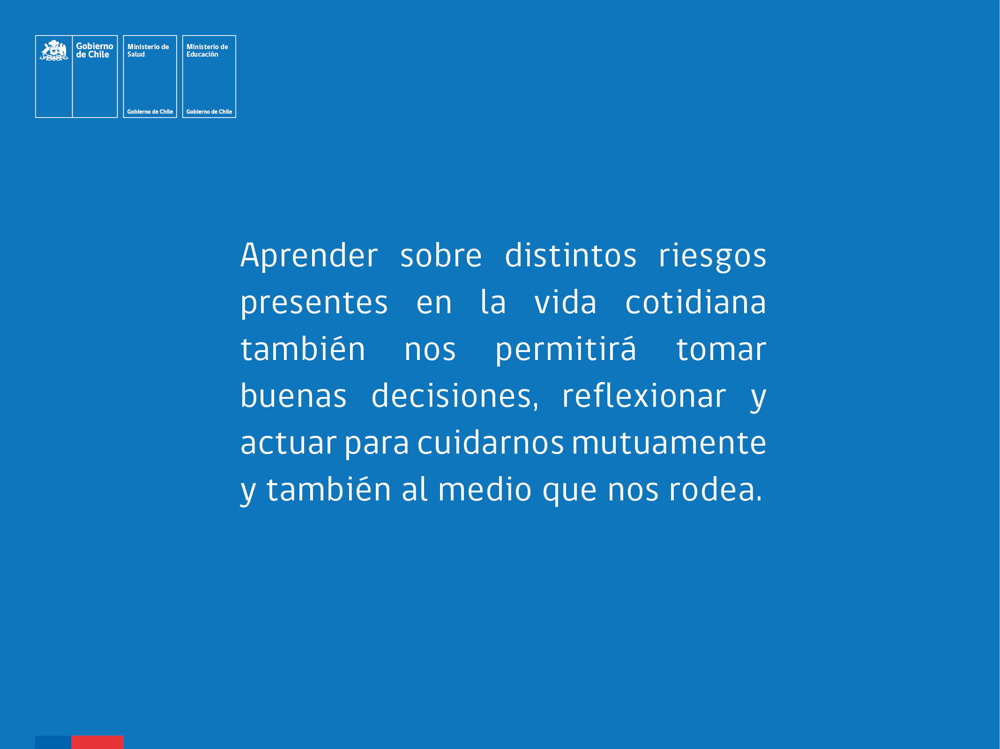 Gobierno
de Chile
Ministerio de
Salud
Gobierno de Chile
Ministerio de
Educación
Gobierno de Chile
Aprender sobre distintos riesgos
presentes en la vida cotidiana
también nos permitirá tomar
buenas decisiones, reflexionar y
actuar para cuidarnos mutuamente
y también al medio que nos rodea.